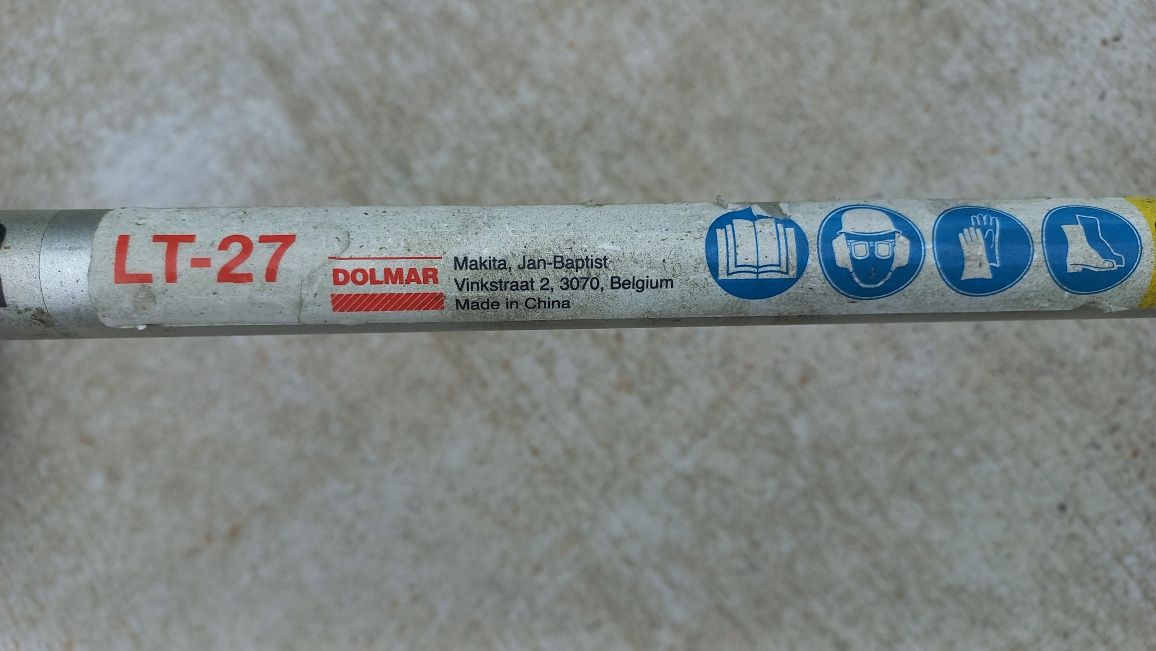 LT-27
DOLMAR
Makita, Jan-Baptist
Vinkstraat 2, 3070, Belgium
Made in China